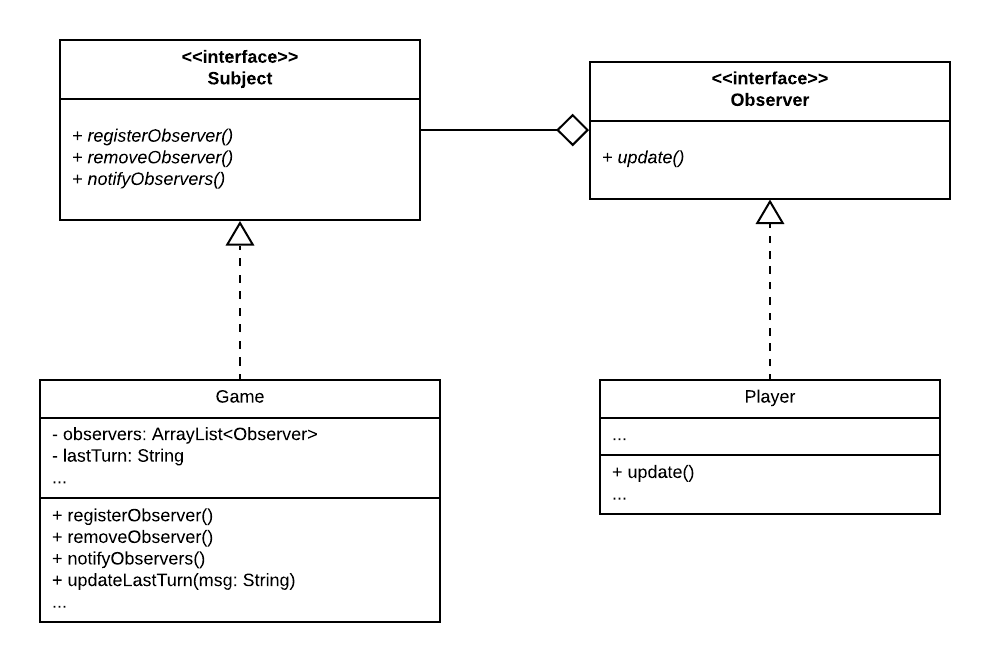 <<interface>>
Subject
+ registerObserver()
+ removeObserver()
+ notifyObservers()
<<interface>>
Observer
+ update()
Game
- observers: ArrayList<Observer>
- lastTurn: String
...
+ registerObserver()
+ removeObserver()
+ notifyObservers()
+ updateLastTurn(msg: String)
...
Player
...
+ update()
...